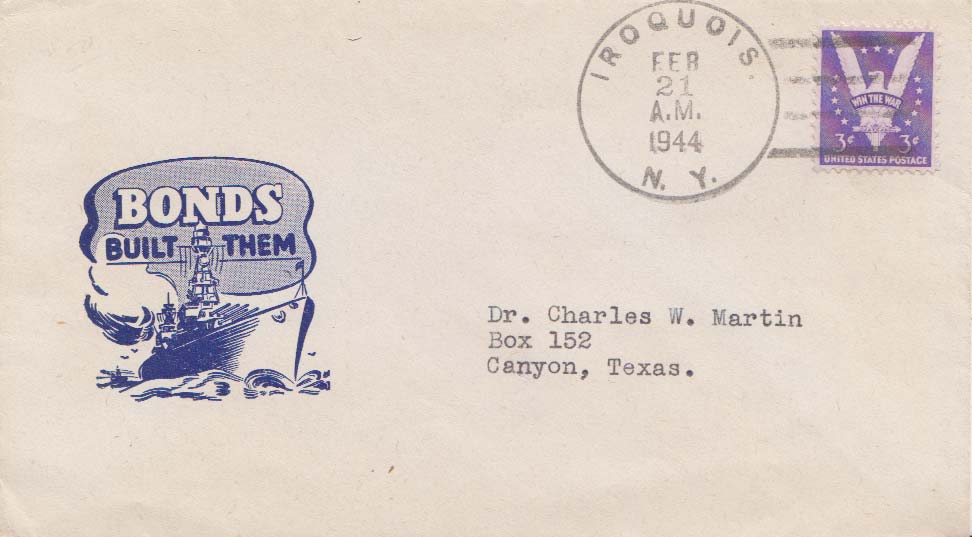 IROQUOIS
FEB
21
A.M.
1944
N. Y.
WIN THE WAR
3¢ 3¢
UNITED STATES POSTAGE
BONDS
BUILT THEM
Dr. Charles W. Martin
Box 152
Canyon, Texas.